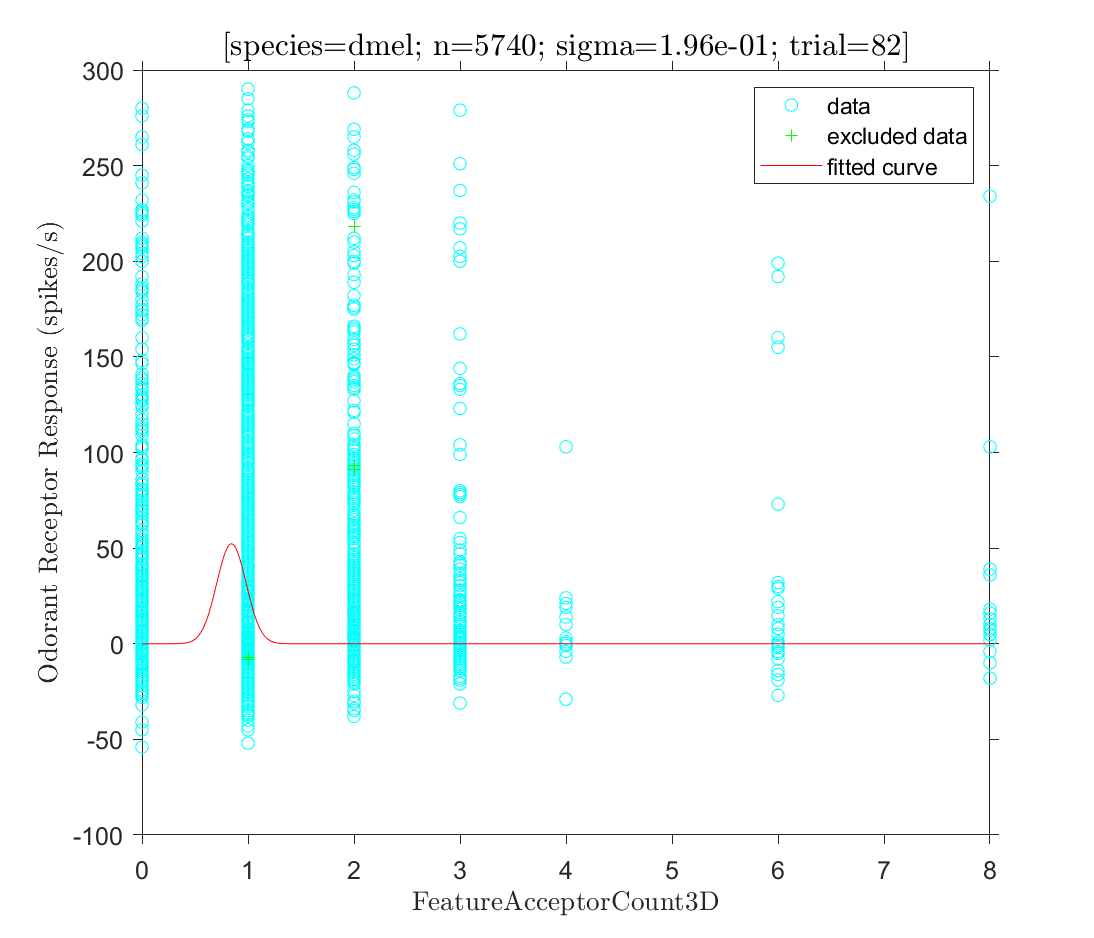 [species=dmel; n=5740; sigma=1.96e-01; trial=82]
300
250
200
150
100
50
0
-50
-100
Odorant Receptor Response (spikes/s)
data
excluded data
fitted curve
0 1 2 3 4 5 6 7 8
FeatureAcceptorCount3D